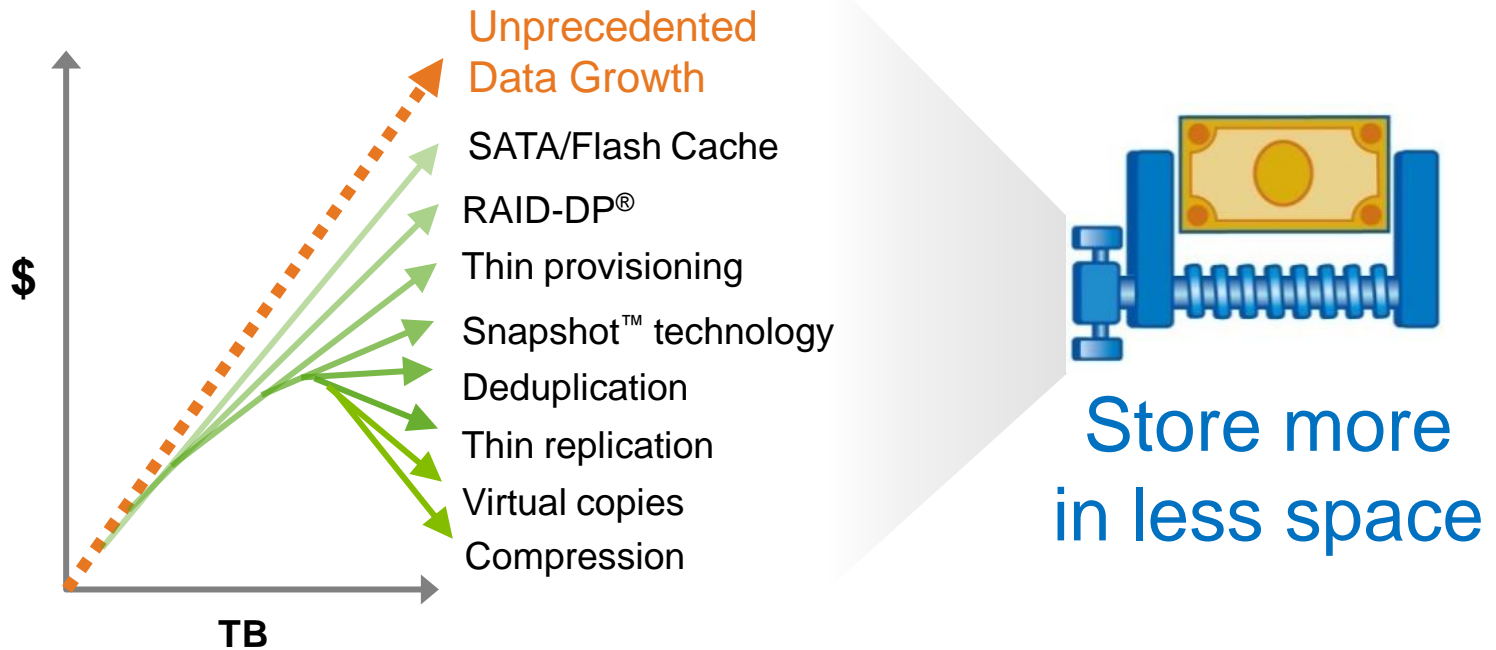 Unprecedented
Data Growth
SATA/Flash Cache
RAID-DP®
Thin provisioning
Snapshot™ technology
Deduplication
Thin replication
Virtual copies
Compression
$
TB
Store more
in less space